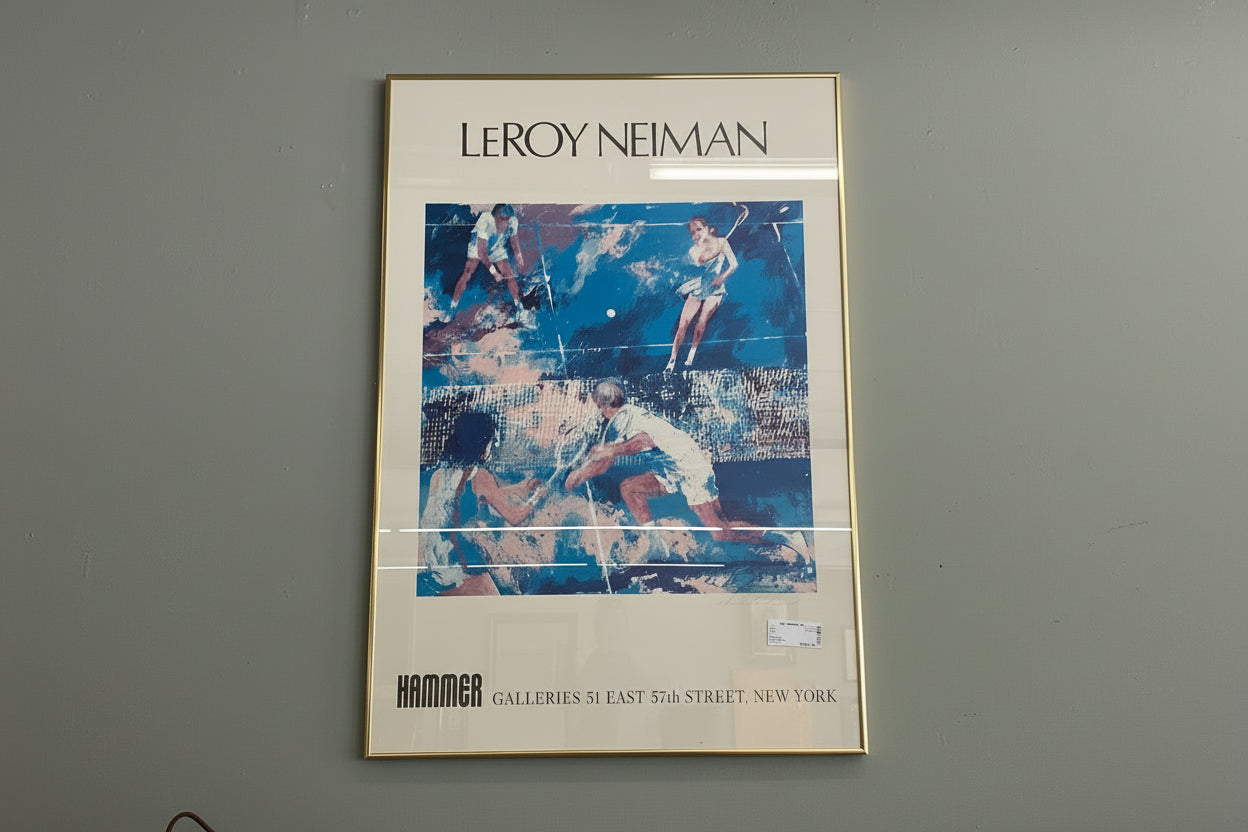 LEROY NEIMAN
HAMMER GALLERIES 51 EAST 57th STREET, NEW YORK